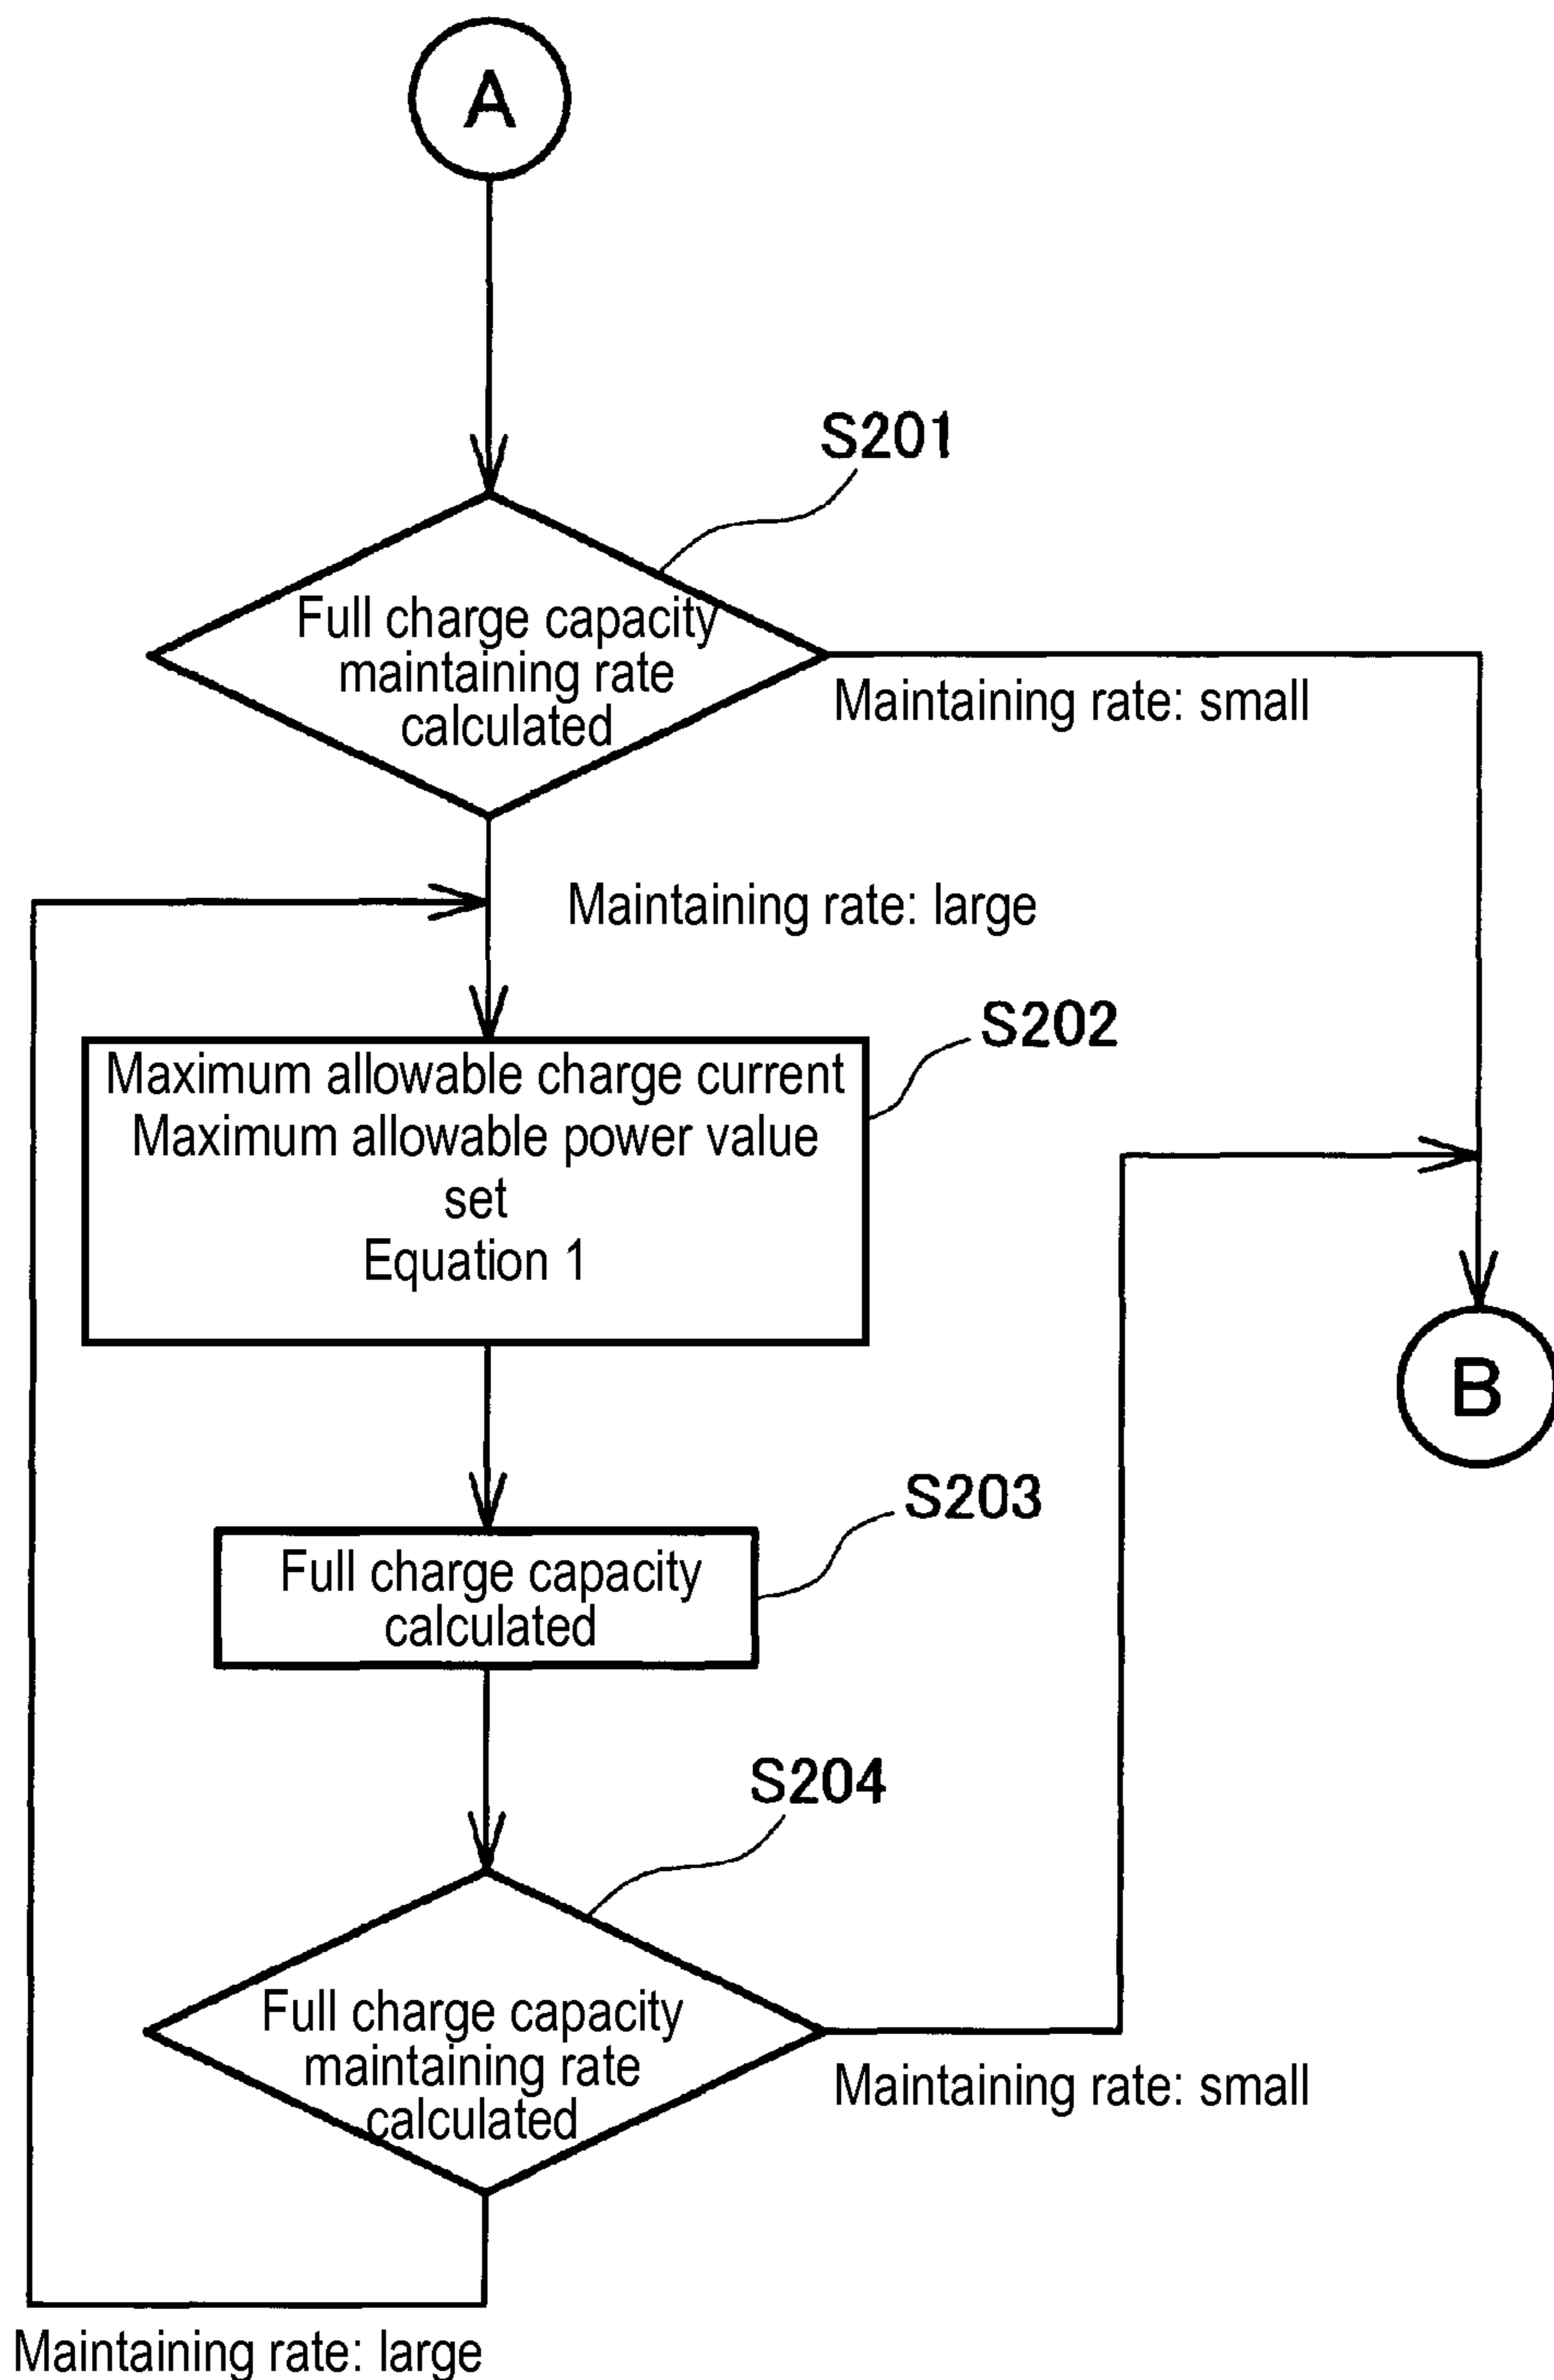 A
S201
Full charge capacity
maintaining rate
calculated
Maintaining rate: small
Maintaining rate: large
S202
Maximum allowable charge current
Maximum allowable power value
set
Equation 1
B
S203
Full charge capacity
calculated
S204
Full charge capacity
maintaining rate
calculated
Maintaining rate: small
Maintaining rate: large